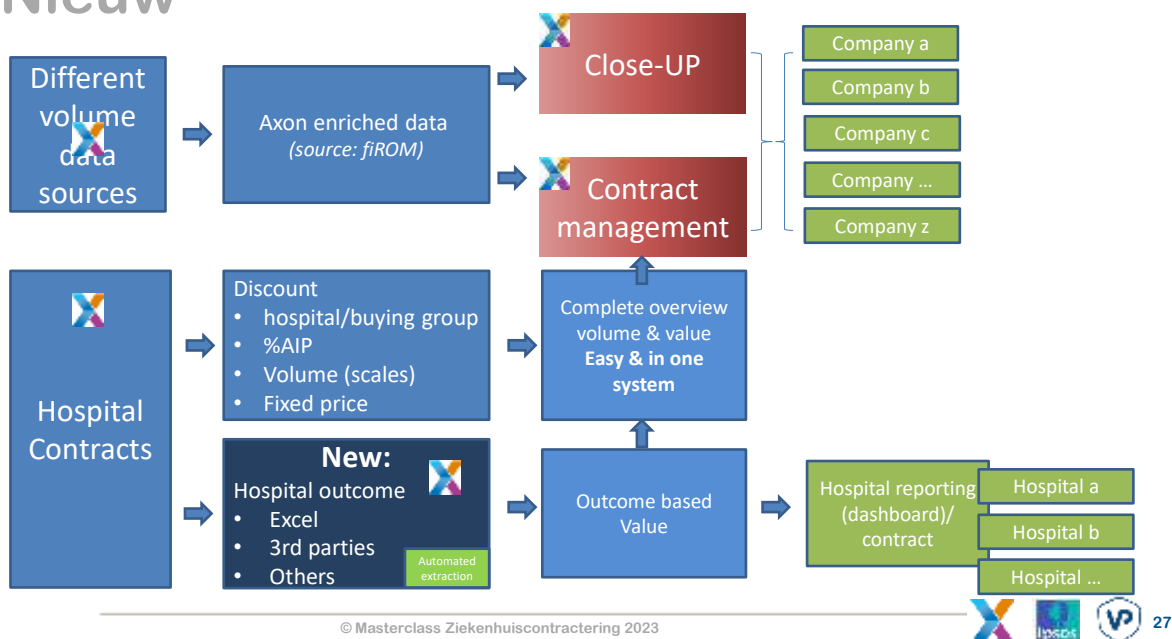 Nieuw
Different
volume
data
sources
Axon enriched data
(source: fiROM)
Close-UP
Contract
management
Company a
Company b
Company c
Company ...
Company z
Hospital
Contracts
Discount
• hospital/buying group
• %AIP
• Volume (scales)
• Fixed price
Complete overview
volume & value
Easy & in one
system
New:
Hospital outcome
• Excel
• 3rd parties
• Others
Automated
extraction
Outcome based
Value
Hospital reporting
(dashboard)/
contract
Hospital a
Hospital b
Hospital ...
© Masterclass Ziekenhuiscontractering 2023
Ipsos
VP
27